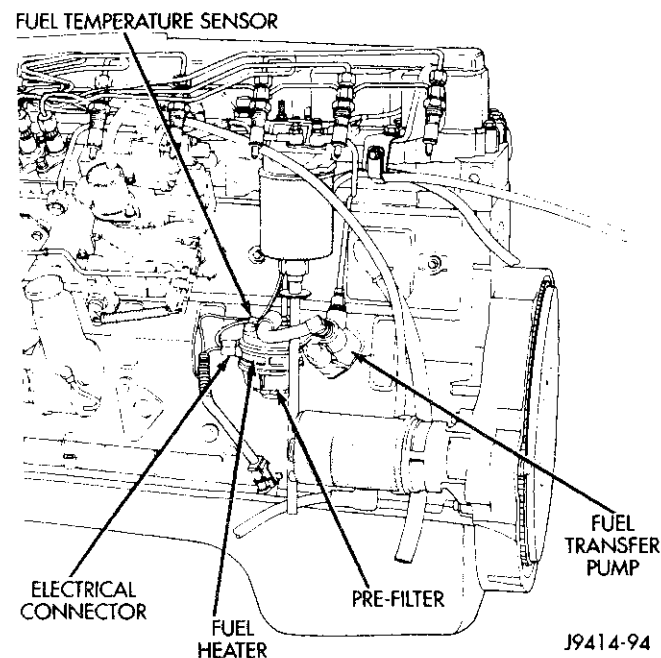 FUEL TEMPERATURE SENSOR
FUEL
TRANSFER
PUMP
ELECTRICAL
CONNECTOR
FUEL
HEATER
PRE-FILTER
J9414-94